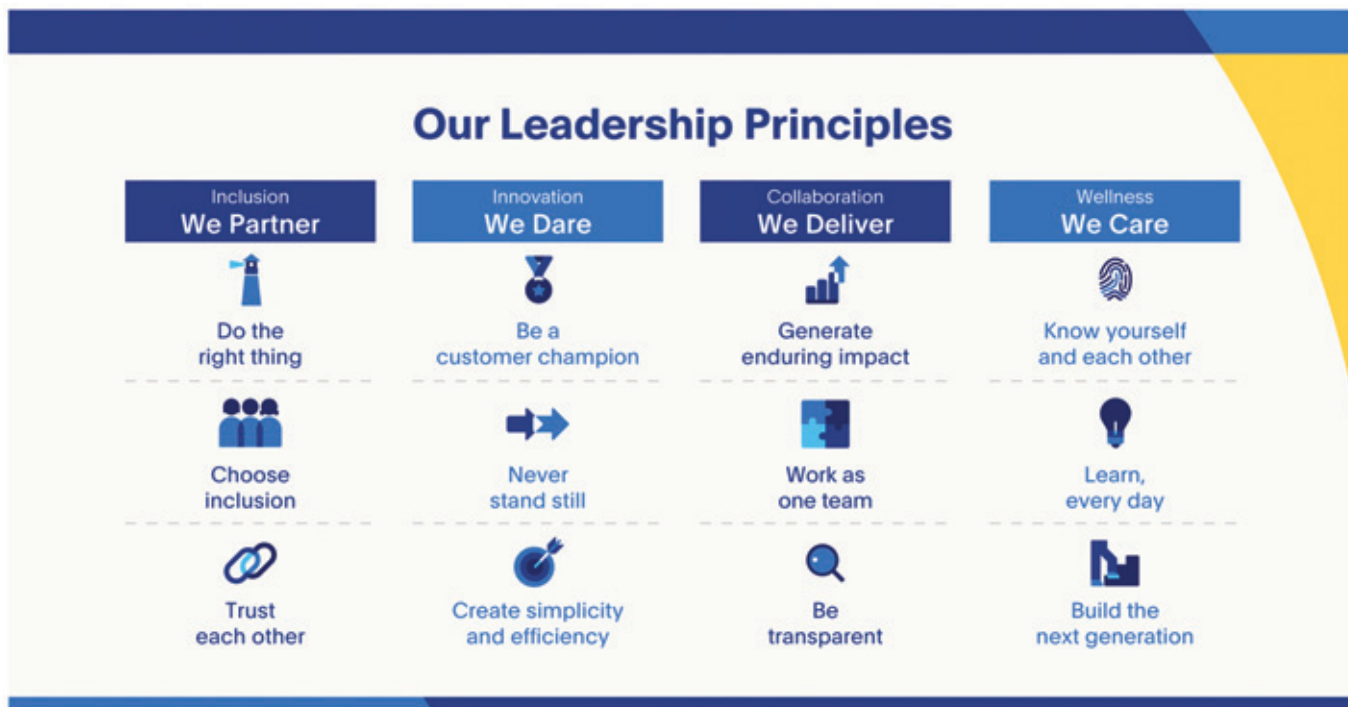 Our Leadership Principles
Inclusion
We Partner
Do the
right thing
Choose
inclusion
Trust
each other
Innovation
We Dare
Be a
customer champion
Never
stand still
Create simplicity
and efficiency
Collaboration
We Deliver
Generate
enduring impact
Work as
one team
Be
transparent
Wellness
We Care
Know yourself
and each other
Learn,
every day
Build the
next generation